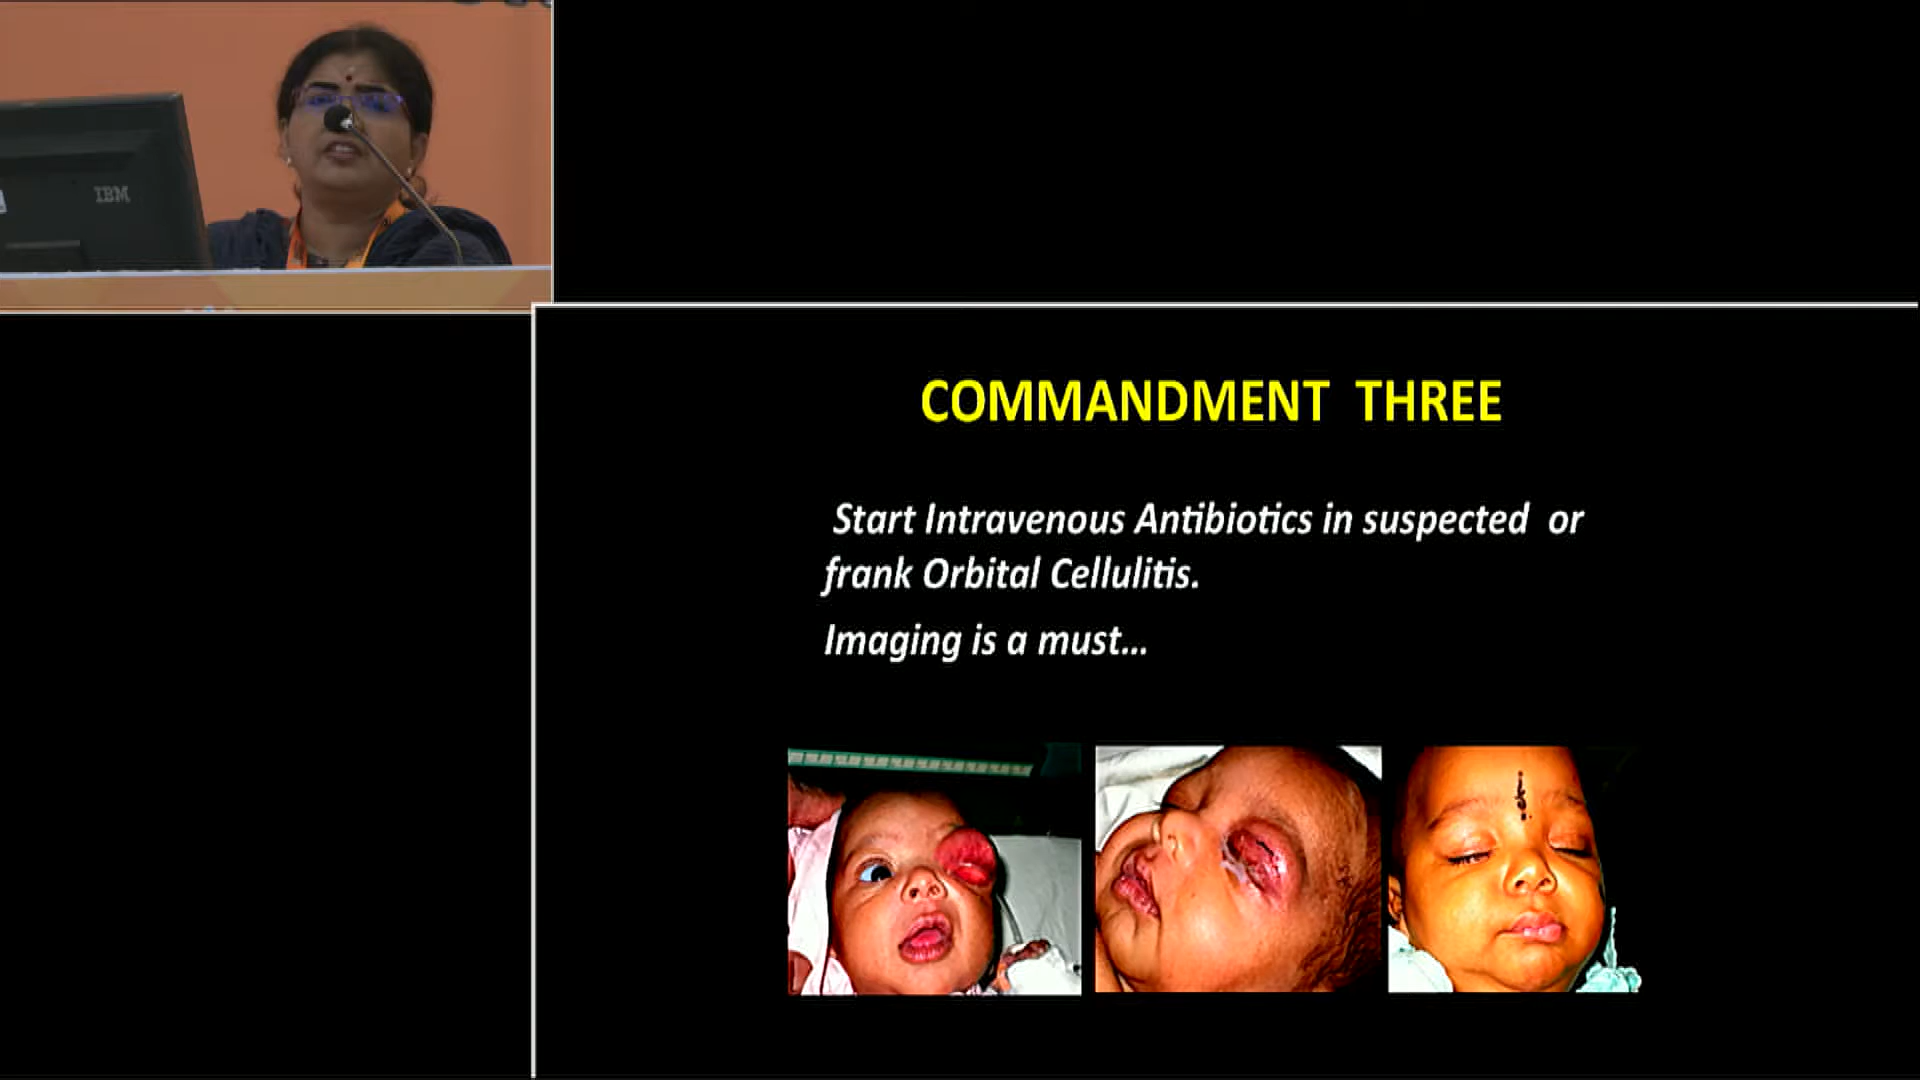 IBM
COMMANDMENT THREE
Start Intravenous Antibiotics in suspected or
frank Orbital Cellulitis.
Imaging is a must...